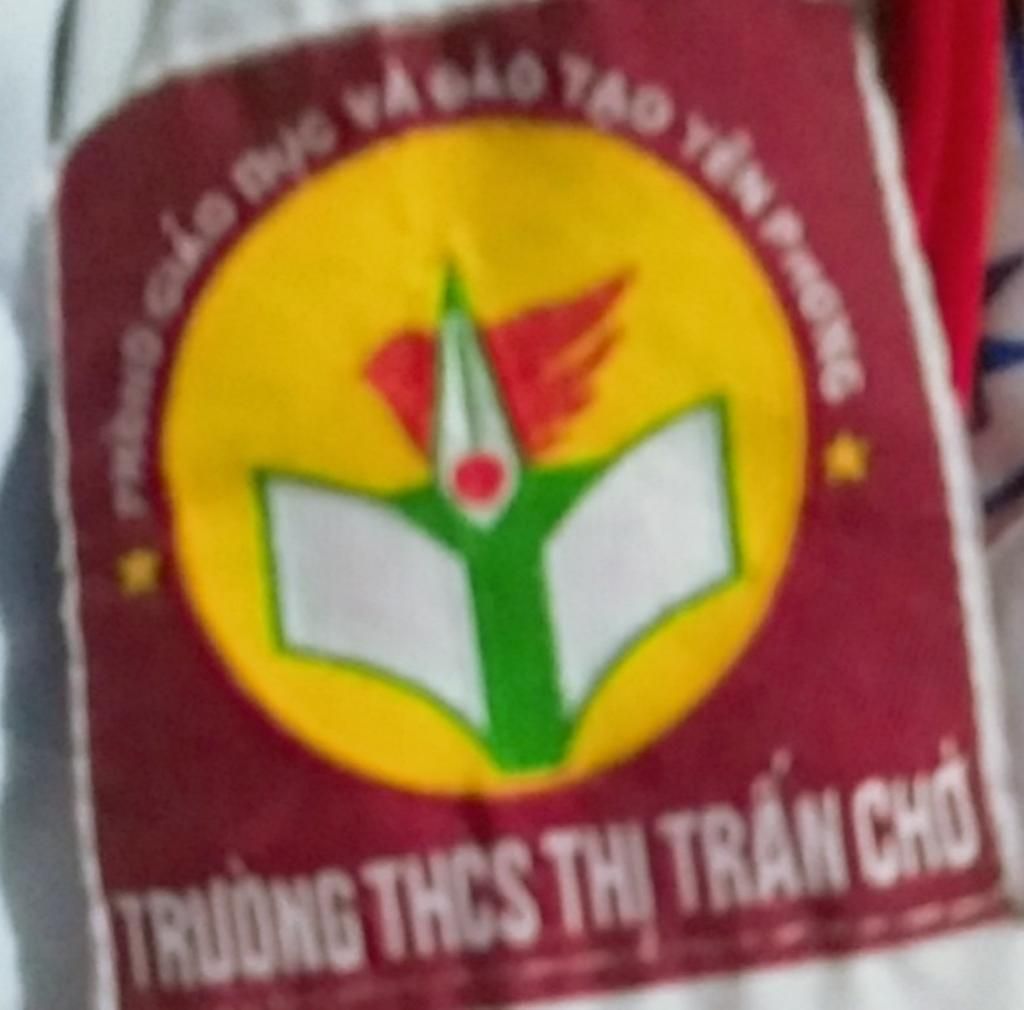 PHÒNG GIÁO DỤC VÀ ĐÀO TẠO YÊN PHONG
TRƯỜNG THCS THỊ TRẤN CHỜ